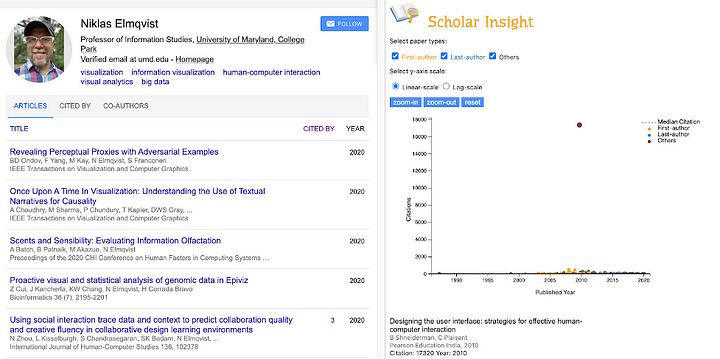 Niklas Elmqvist
FOLLOW
Professor of Information Studies, University of Maryland, College
Park
Verified email at umd.edu - Homepage
visualization information visualization human-computer interaction
visual analytics big data
ARTICLES CITED BY CO-AUTHORS
TITLE CITED BY YEAR
Revealing Perceptual Proxies with Adversarial Examples 2020
BD Ondov, F Yang, M Kay, N Elmqvist, S Franconeri
IEEE Transactions on Visualization and Computer Graphics
Once Upon A Time In Visualization: Understanding the Use of Textual 2020
Narratives for Causality
A Choudhry, M Sharma, P Chundury, T Kapler, DWS Gray, ...
IEEE Transactions on Visualization and Computer Graphics
Scents and Sensibility: Evaluating Information Olfactation 2020
A Batch, B Patnaik, M Akazue, N Elmqvist
Proceedings of the 2020 CHI Conference on Human Factors in Computing Systems ...
Proactive visual and statistical analysis of genomic data in Epiviz 2020
Z Cui, J Kancherla, KW Chang, N Elmqvist, H Corrada Bravo
Bioinformatics 36 (7), 2195-2201
Using social interaction trace data and context to predict collaboration quality 3 2020
and creative fluency in collaborative design learning environments
N Zhou, L Kisselburgh, S Chandrasegaran, SK Badam, N Elmqvist, ...
International Journal of Human-Computer Studies 136, 102378
Scholar Insight
Select paper types:
First-author Last-author Others
Select y-axis scale:
Linear-scale Log-scale
zoom-in zoom-out reset
Median Citation
First-author
Last-author
Others
18000
16000
14000
12000
10000
8000
6000
4000
2000
0
Citations
1990 1995 2000 2005 2010 2015 2020
Published Year
Designing the user interface: strategies for effective human-
computer interaction
B Shneiderman, C Plaisant
Pearson Education India, 2010
Citation: 17320 Year: 2010